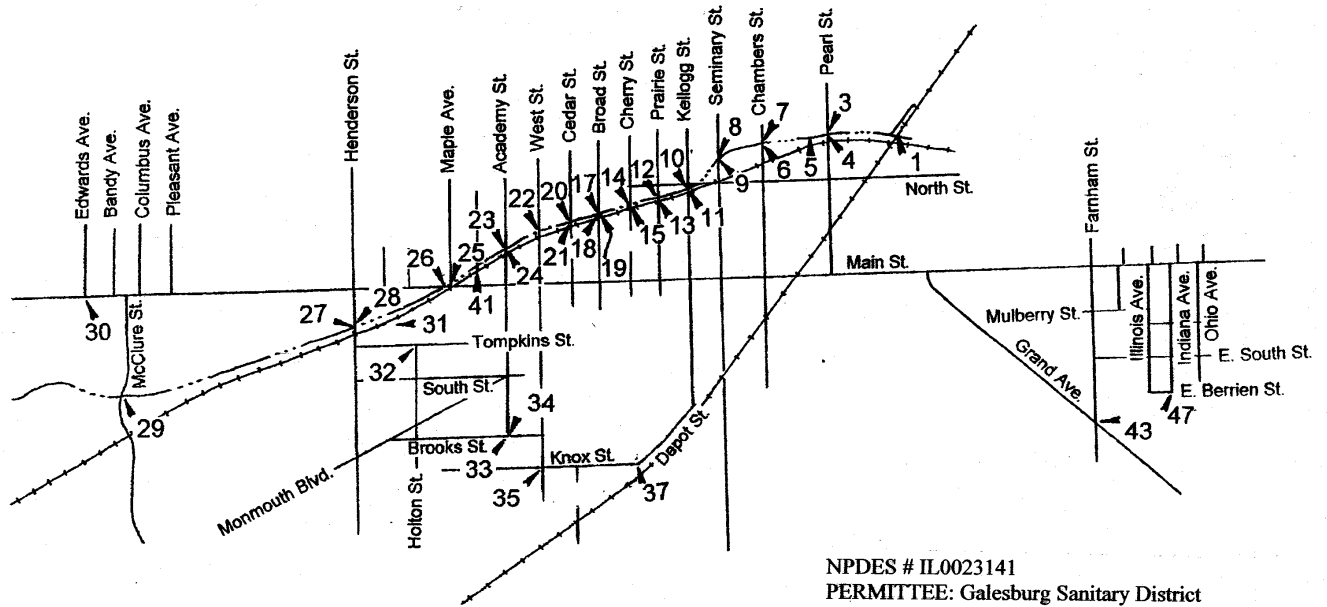 Edwards Ave.
Bandy Ave.
Columbus Ave.
Pleasant Ave.
Henderson St.
Maple Ave.
Academy St.
West St.
Cedar St.
Broad St.
Cherry St.
Prairie St.
Kellogg St.
Seminary St.
Chambers St.
Pearl St.
Farnham St.
8
7
3
10
12
14
17
20
22
23
9
6
5
4
1
North St.
11
13
15
19
18
21
24
26
25
41
Main St.
27
28
31
30
McClure St.
Tompkins St.
32
South St.
34
29
Brooks St.
33
Knox St.
35
37
Depot St.
Monmouth Blvd.
Holton St.
Mulberry St.
Illinois Ave.
Indiana Ave.
Ohio Ave.
Grand Ave.
E. South St.
E. Berrien St.
47
43
NPDES # IL0023141
PERMITTEE: Galesburg Sanitary District